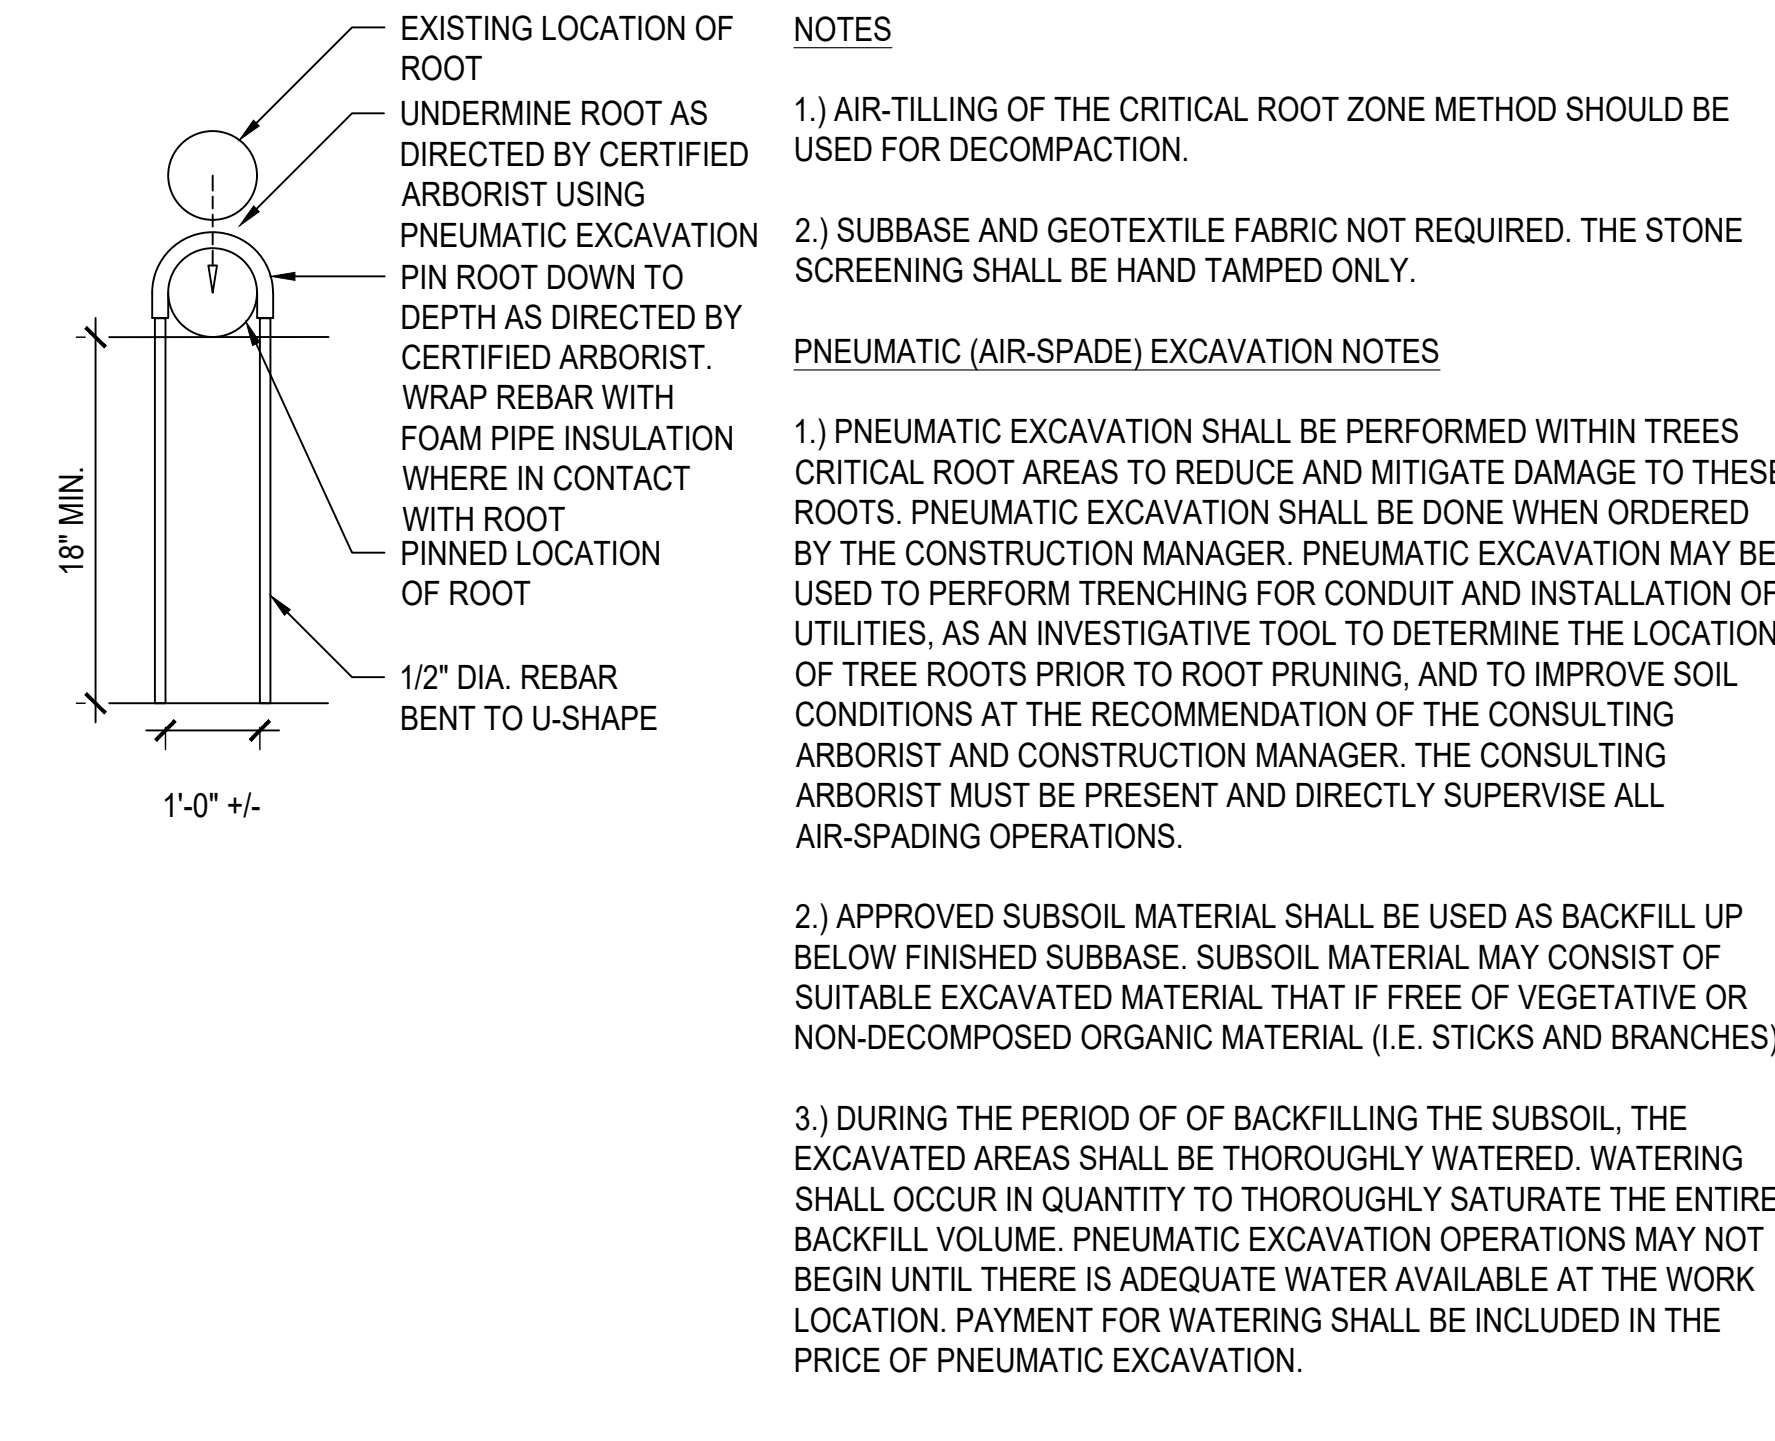 EXISTING LOCATION OF
ROOT
UNDERMINE ROOT AS
DIRECTED BY CERTIFIED
ARBORIST USING
PNEUMATIC EXCAVATION
PIN ROOT DOWN TO
DEPTH AS DIRECTED BY
CERTIFIED ARBORIST.
WRAP REBAR WITH
FOAM PIPE INSULATION
WHERE IN CONTACT
WITH ROOT
PINNED LOCATION
OF ROOT
1/2" DIA. REBAR
BENT TO U-SHAPE
18" MIN.
1'-0" +/-
NOTES
1.) AIR-TILLING OF THE CRITICAL ROOT ZONE METHOD SHOULD BE
USED FOR DECOMPACTION.
2.) SUBBASE AND GEOTEXTILE FABRIC NOT REQUIRED. THE STONE
SCREENING SHALL BE HAND TAMPED ONLY.
PNEUMATIC (AIR-SPADE) EXCAVATION NOTES
1.) PNEUMATIC EXCAVATION SHALL BE PERFORMED WITHIN TREES
CRITICAL ROOT AREAS TO REDUCE AND MITIGATE DAMAGE TO THESE
ROOTS. PNEUMATIC EXCAVATION SHALL BE DONE WHEN ORDERED
BY THE CONSTRUCTION MANAGER. PNEUMATIC EXCAVATION MAY BE
USED TO PERFORM TRENCHING FOR CONDUIT AND INSTALLATION OF
UTILITIES, AS AN INVESTIGATIVE TOOL TO DETERMINE THE LOCATION
OF TREE ROOTS PRIOR TO ROOT PRUNING, AND TO IMPROVE SOIL
CONDITIONS AT THE RECOMMENDATION OF THE CONSULTING
ARBORIST AND CONSTRUCTION MANAGER. THE CONSULTING
ARBORIST MUST BE PRESENT AND DIRECTLY SUPERVISE ALL
AIR-SPADING OPERATIONS.
2.) APPROVED SUBSOIL MATERIAL SHALL BE USED AS BACKFILL UP
BELOW FINISHED SUBBASE. SUBSOIL MATERIAL MAY CONSIST OF
SUITABLE EXCAVATED MATERIAL THAT IF FREE OF VEGETATIVE OR
NON-DECOMPOSED ORGANIC MATERIAL (I.E. STICKS AND BRANCHES)
3.) DURING THE PERIOD OF OF BACKFILLING THE SUBSOIL, THE
EXCAVATED AREAS SHALL BE THOROUGHLY WATERED. WATERING
SHALL OCCUR IN QUANTITY TO THOROUGHLY SATURATE THE ENTIRE
BACKFILL VOLUME. PNEUMATIC EXCAVATION OPERATIONS MAY NOT
BEGIN UNTIL THERE IS ADEQUATE WATER AVAILABLE AT THE WORK
LOCATION. PAYMENT FOR WATERING SHALL BE INCLUDED IN THE
PRICE OF PNEUMATIC EXCAVATION.